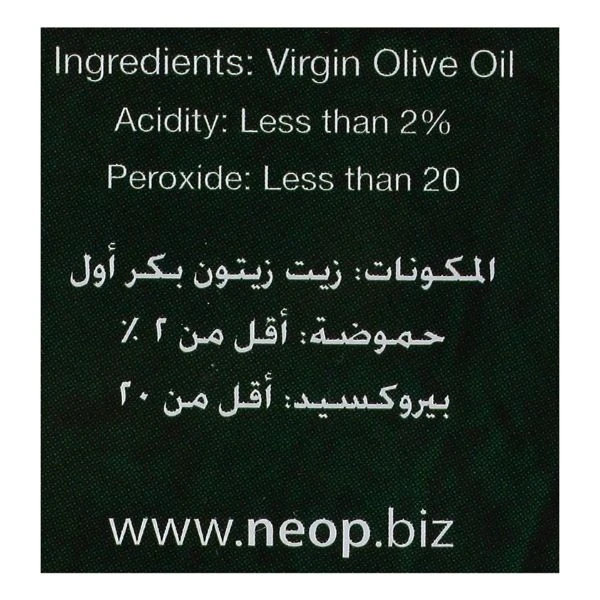 Ingredients: Virgin Olive Oil
Acidity: Less than 2%
Peroxide: Less than 20
المكونات: زيت زيتون بكر أول
حموضة: أقل من ٢ ٪
بيروكسيد: أقل من ٢٠
www.neop.biz